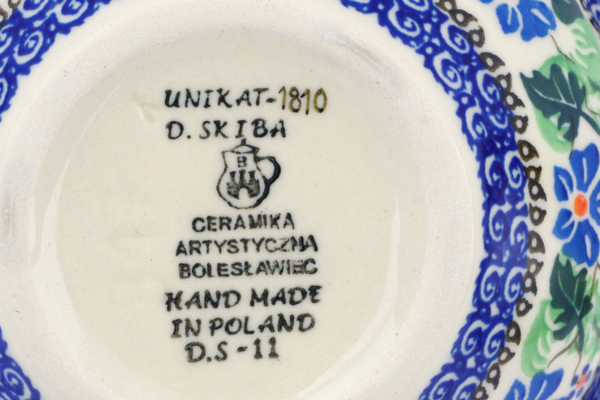 UNIKAT-1810
D. SKIBA
B
CERAMIKA
ARTYSTYCZNA
BOLESŁAWIEC
HAND MADE
IN POLAND
D.S-11